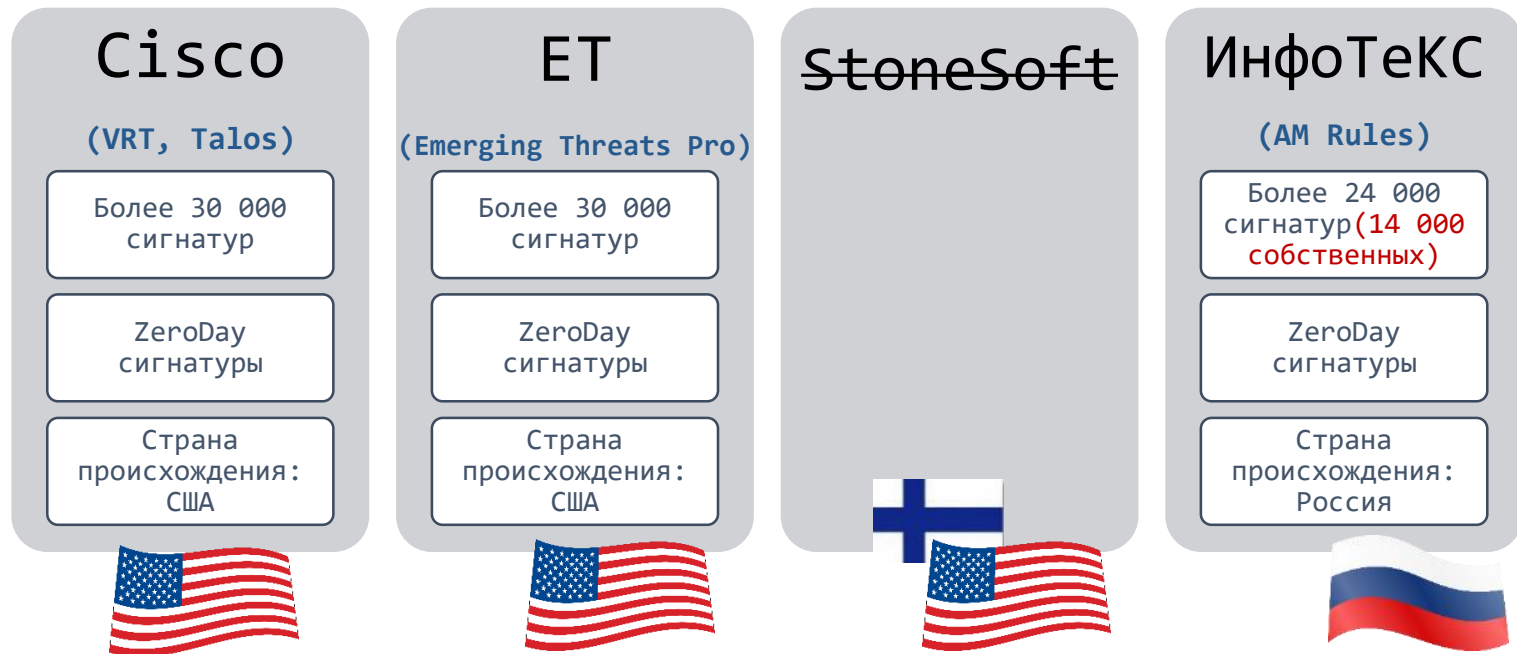 Cisco
(VRT, Talos)
Более 30 000
сигнатур
ZeroDay
сигнатуры
Страна
происхождения:
США
ET
(Emerging Threats Pro)
Более 30 000
сигнатур
ZeroDay
сигнатуры
Страна
происхождения:
США
StoneSoft
ИнфоТеКС
(AM Rules)
Более 24 000
сигнатур(14 000
собственных)
ZeroDay
сигнатуры
Страна
происхождения:
Россия